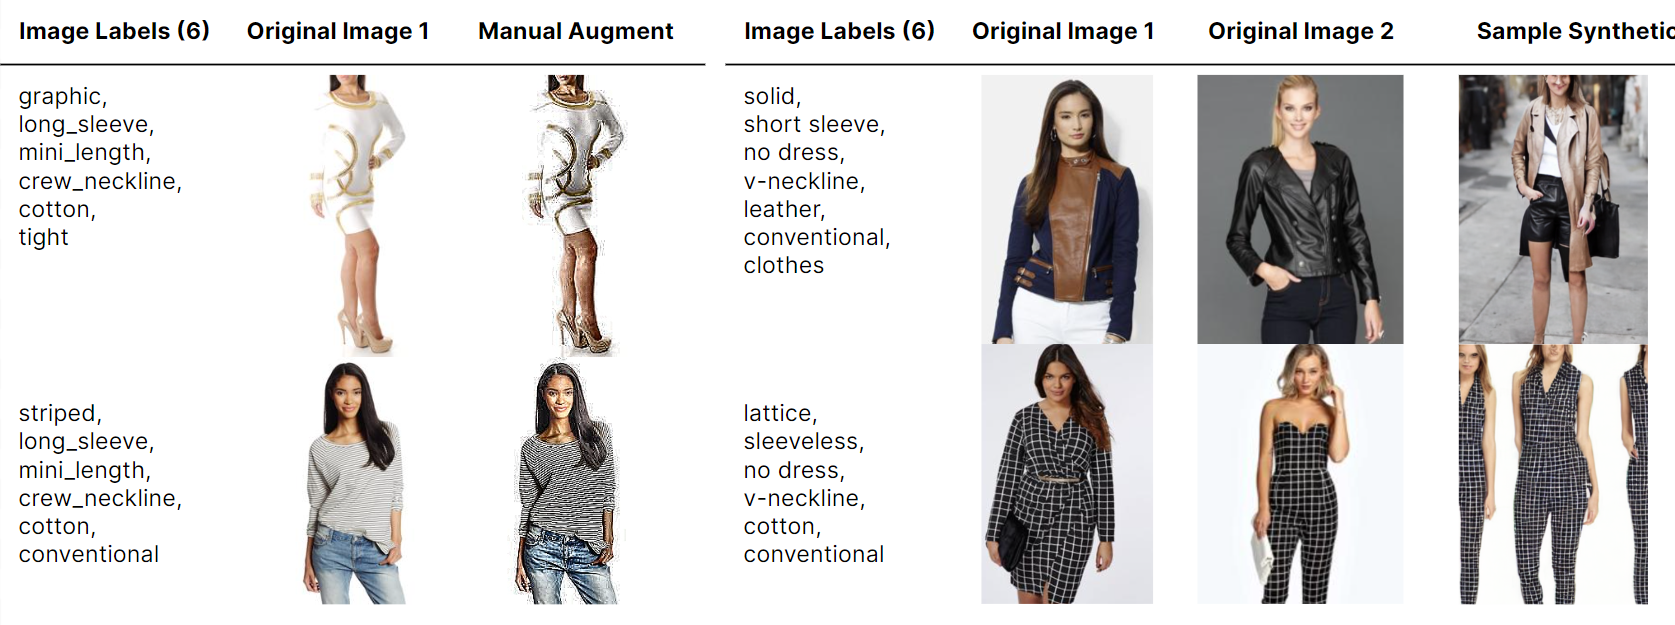 Image Labels (6) Original Image 1 Manual Augment
graphic,
long_sleeve,
mini_length,
crew_neckline,
cotton,
tight
striped,
long_sleeve,
mini_length,
crew_neckline,
cotton,
conventional
Image Labels (6) Original Image 1 Original Image 2 Sample Synthetic
solid,
short sleeve,
no dress,
v-neckline,
leather,
conventional,
clothes
lattice,
sleeveless,
no dress,
v-neckline,
cotton,
conventional